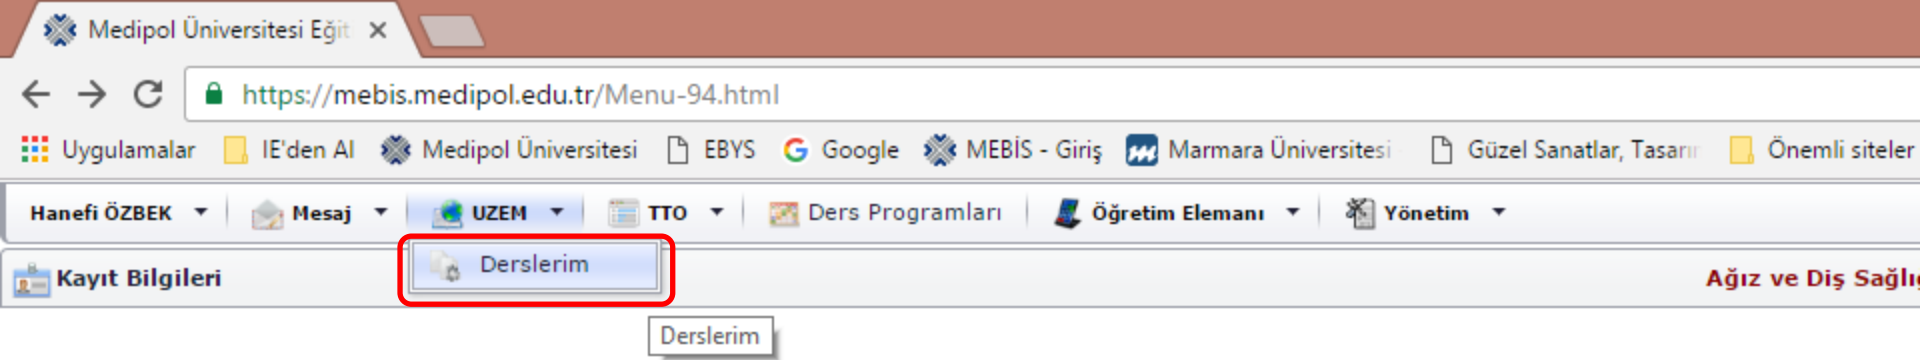 Medipol Üniversitesi Eğit
https://mebis.medipol.edu.tr/Menu-94.html
Uygulamalar IE'den Al Medipol Üniversitesi EBYS Google MEBİS - Giriş Marmara Üniversitesi Güzel Sanatlar, Tasarı Önemli siteler
Hanefi ÖZBEK Mesaj UZEM TTO Ders Programları Öğretim Elemanı Yönetim
Derslerim
Kayıt Bilgileri Ağız ve Diş Sağlığ
Derslerim